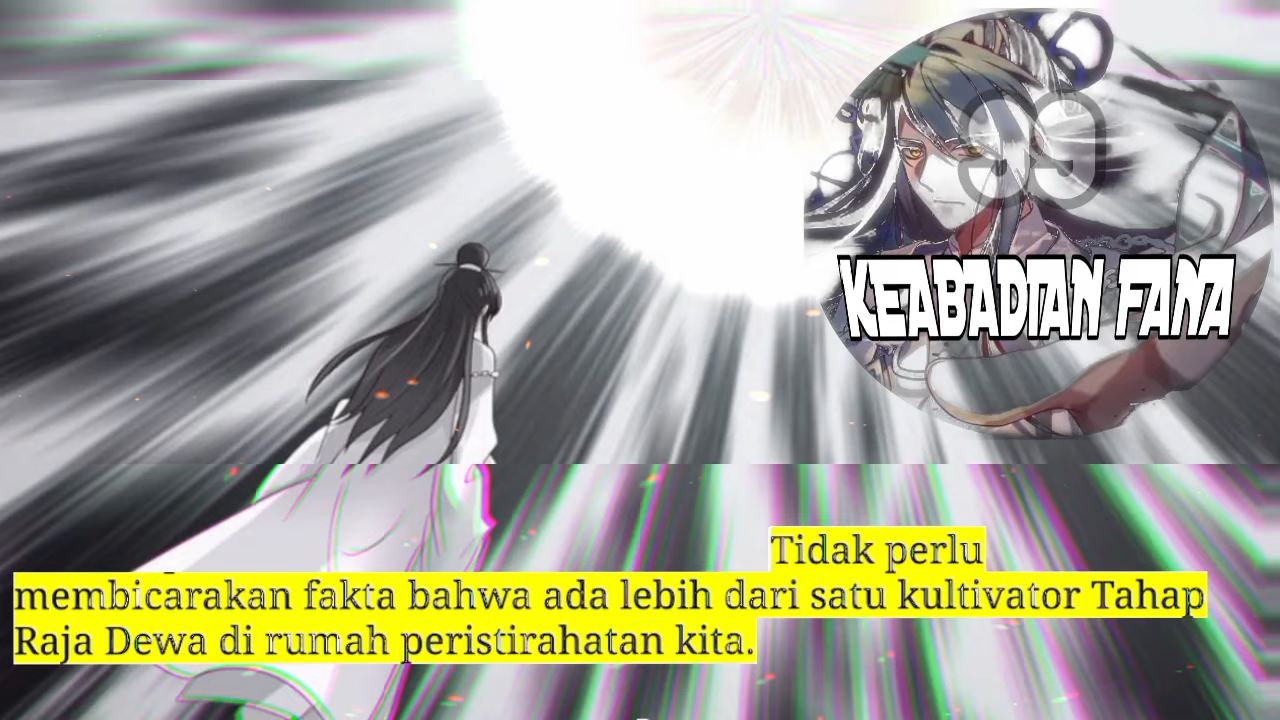 KEABADIAN FANA
Tidak perlu
membicarakan fakta bahwa ada lebih dari satu kultivator Tahap
Raja Dewa di rumah peristirahatan kita.